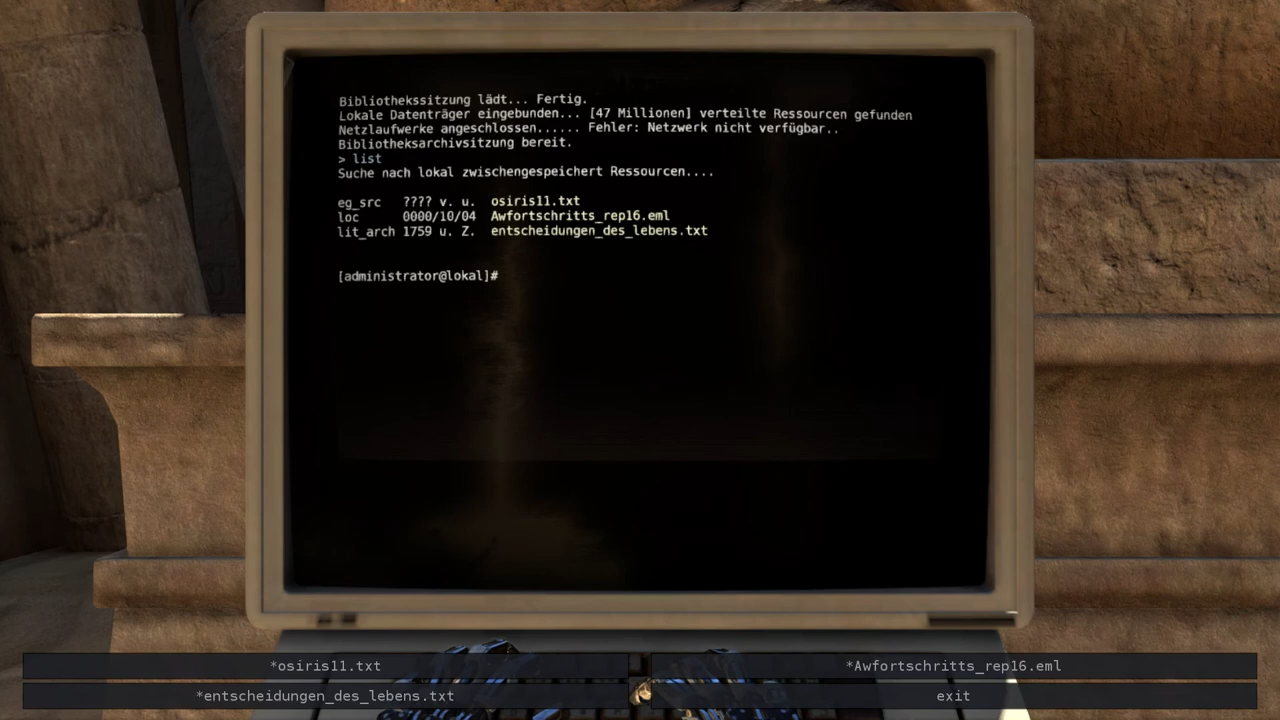 Bibliothekssitzung lädt... Fertig.
Lokale Datenträger eingebunden... [47 Millionen] verteilte Ressourcen gefunden
Netzlaufwerke angeschlossen...... Fehler: Netzwerk nicht verfügbar..
Bibliotheksarchivsitzung bereit.
> list
Suche nach lokal zwischengespeichert Ressourcen....
eg_src ???? v. u. osiris11.txt
loc 0000/10/04 Awfortschritts_rep16.eml
lit_arch 1759 u. Z. entscheidungen_des_lebens.txt
[administrator@lokal]#
*osiris11.txt *Awfortschritts_rep16.eml
*entscheidungen_des_lebens.txt exit